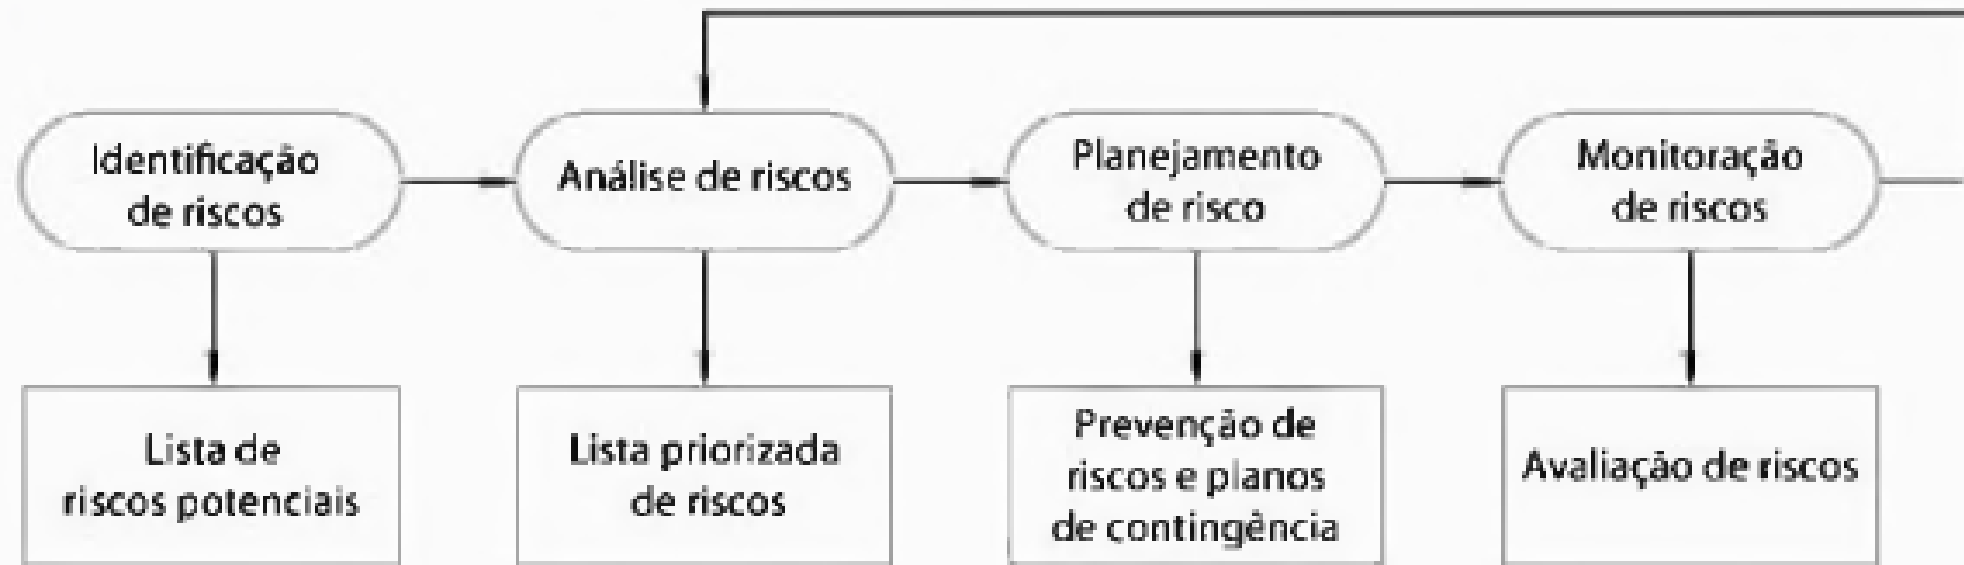 Identificação
de riscos
Análise de riscos
Planejamento
de risco
Monitoração
de riscos
Lista de
riscos potenciais
Lista priorizada
de riscos
Prevenção de
riscos e planos
de contingência
Avaliação de riscos